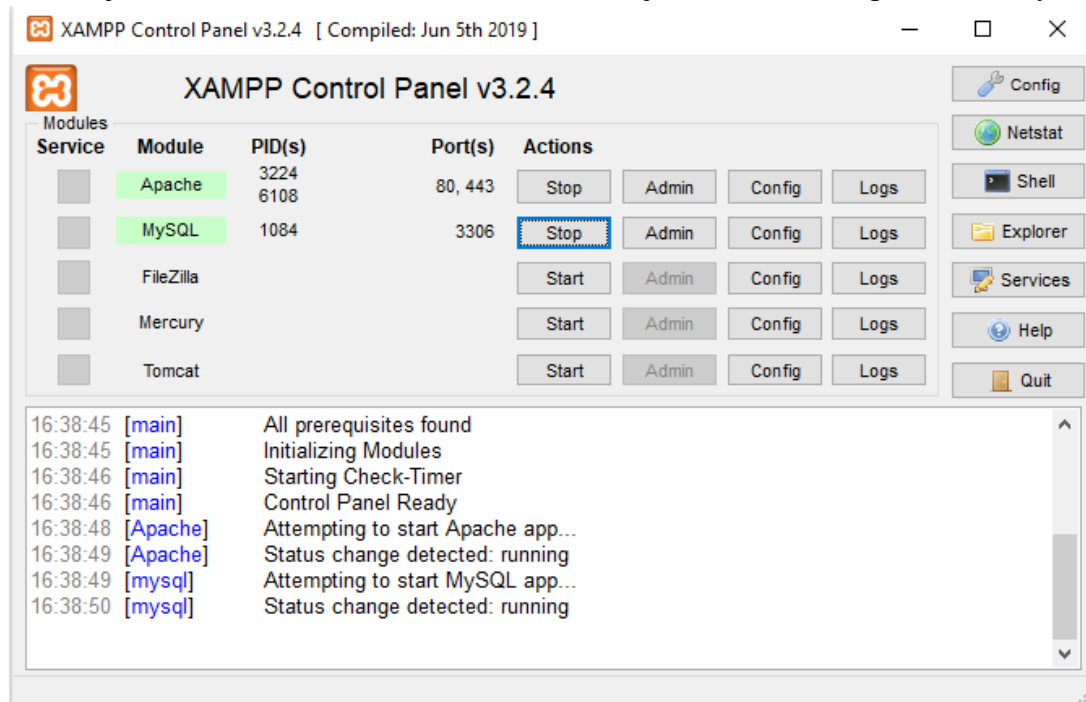 XAMPP Control Panel v3.2.4 [ Compiled: Jun 5th 2019 ]
XAMPP Control Panel v3.2.4
Config
Modules
Service Module PID(s) Port(s) Actions
Netstat
Apache 3224 6108 80, 443 Stop Admin Config Logs
Shell
MySQL 1084 3306 Stop Admin Config Logs
Explorer
FileZilla Start Admin Config Logs
Services
Mercury Start Admin Config Logs
Help
Tomcat Start Admin Config Logs
Quit
16:38:45 [main] All prerequisites found
16:38:45 [main] Initializing Modules
16:38:46 [main] Starting Check-Timer
16:38:46 [main] Control Panel Ready
16:38:48 [Apache] Attempting to start Apache app...
16:38:49 [Apache] Status change detected: running
16:38:49 [mysql] Attempting to start MySQL app...
16:38:50 [mysql] Status change detected: running